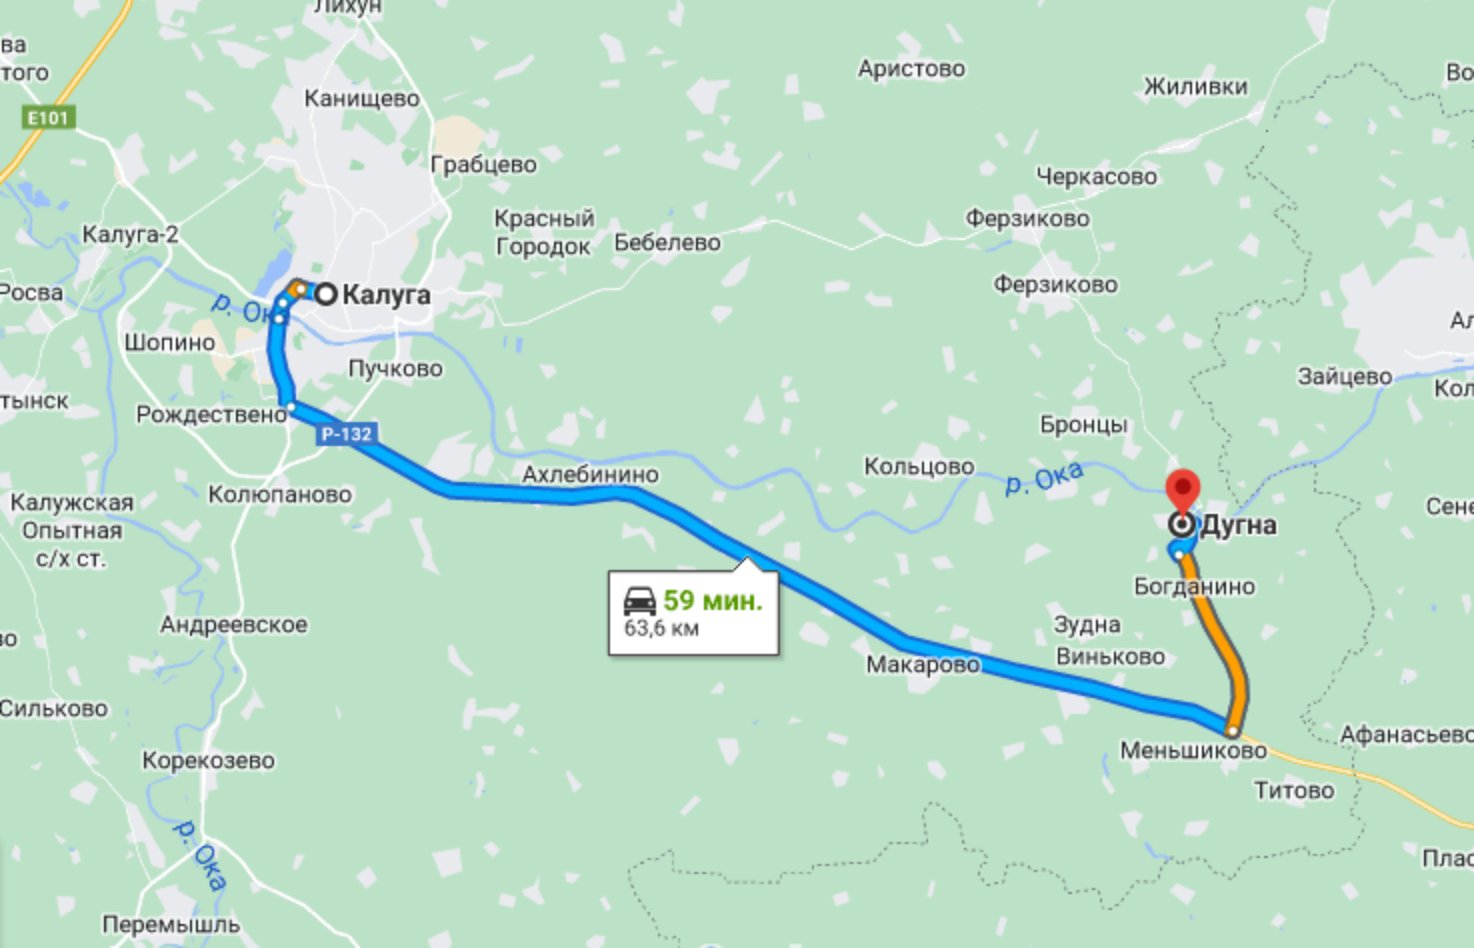 Лихун
ва
того
Аристово
Во
Жиливки
Канищево
E101
Грабцево
Черкасово
Красный
Городок
Ферзиково
Калуга-2
Бебелево
Ферзиково
Росва
Калуга
р. Ока
Ал
Шопино
Пучково
Зайцево
Кол
тынск
Рождествено
Р-132
Бронцы
Кольцово
р. Ока
Ахлебинино
Колюпаново
Калужская
Опытная
с/х ст.
Сене
Дугна
Богданино
59 мин.
63,6 км
Андреевское
Зудна
Виньково
во
Макарово
Сильково
Афанасьево
Меньшиково
Корекозево
Титово
р. Ока
Плас
Перемышль